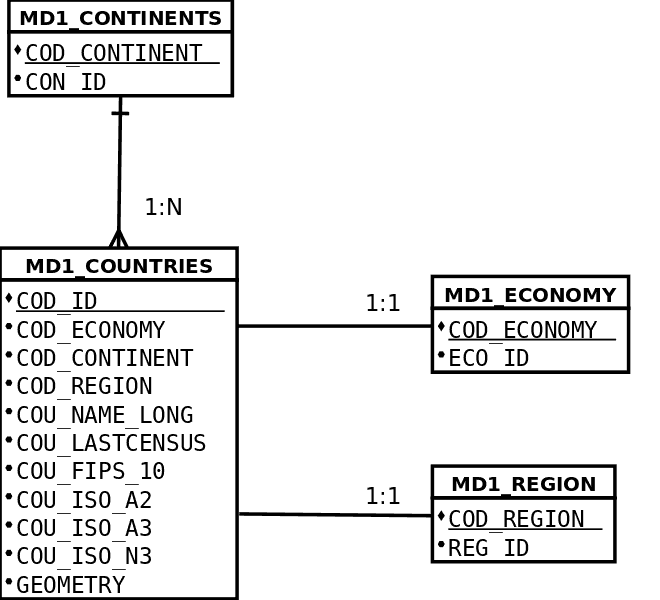 MD1_CONTINENTS
COD_CONTINENT
CON_ID
1:N
MD1_COUNTRIES
COD_ID
COD_ECONOMY
COD_CONTINENT
COD_REGION
COU_NAME_LONG
COU_LASTCENSUS
COU_FIPS_10
COU_ISO_A2
COU_ISO_A3
COU_ISO_N3
GEOMETRY
1:1
MD1_ECONOMY
COD_ECONOMY
ECO_ID
1:1
MD1_REGION
COD_REGION
REG_ID